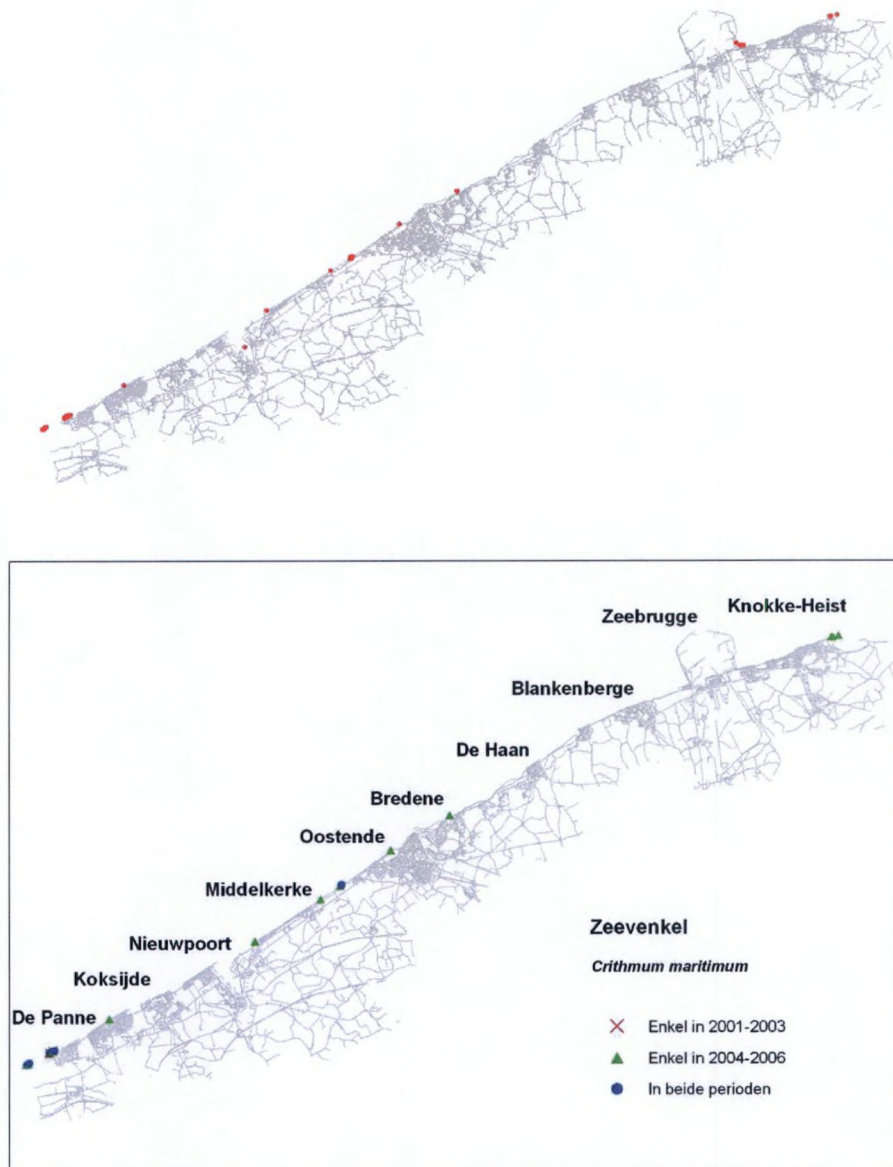 Knokke-Heist
Zeebrugge
Blankenberge
De Haan
Bredene
Oostende
Middelkerke
Nieuwpoort
Koksijde
De Panne
Zeevenkel
Crithmum maritimum
Enkel in 2001-2003
Enkel in 2004-2006
In beide perioden